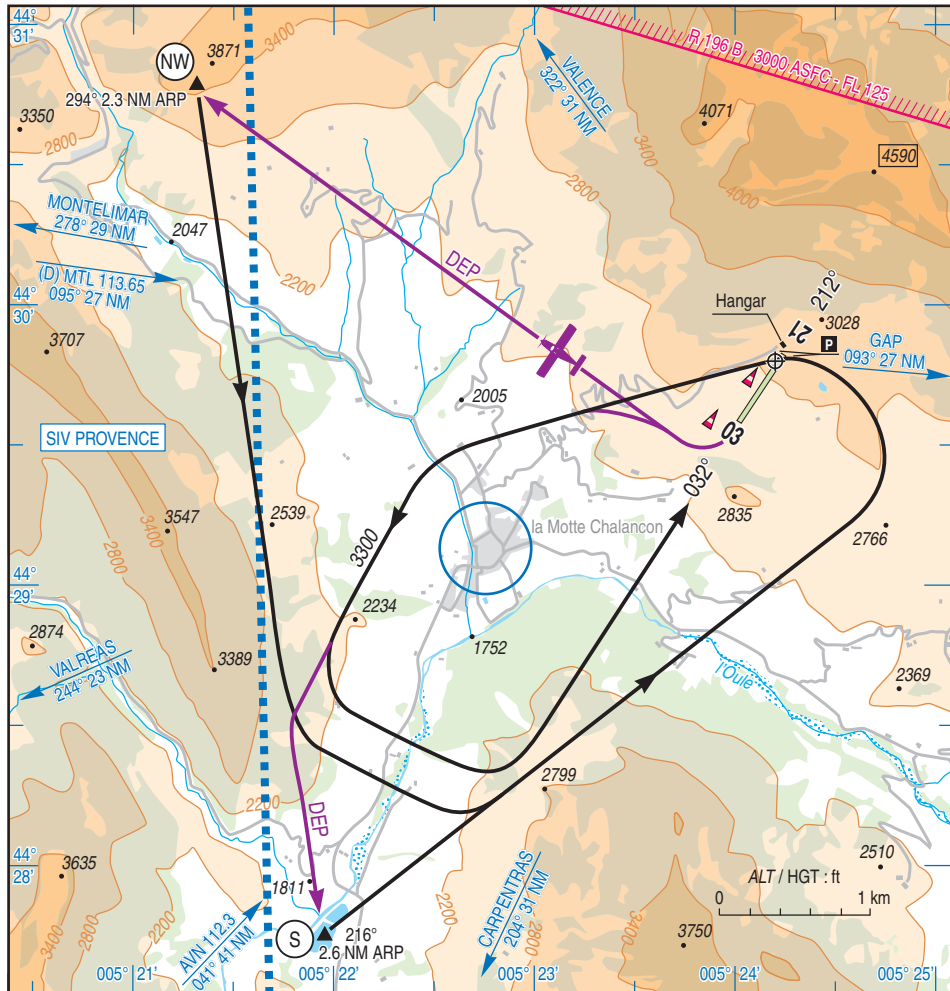 44°
31'
NW
3871
3400
294° 2.3 NM ARP
3350
2800
VALENCE
322° 31 NM
R 196 B 3000 ASFC - FL 125
4071
3400
4590
2800
4000
MONTELIMAR
278° 29 NM
2047
(D) MTL 113.65
095° 27 NM
2200
DEP
44°
30'
Hangar
212°
21
3028
P
GAP
093° 27 NM
3707
2005
SIV PROVENCE
03
032°
2835
3400
3547
2800
2539
3300
la Motte Chalancon
2766
44°
29'
2234
2874
1752
VALREAS
244° 23 NM
3389
l'Oule
2369
2200
2799
DEP
44°
28'
3635
3400
2800
1811
2200
2510
ALT / HGT : ft
0
1 km
S
216°
2.6 NM ARP
AVN 112.3
041° 41 NM
CARPENTRAS
204° 31 NM
2800
3400
3750
005° 21'
005° 22'
005° 23'
005° 24'
005° 25'